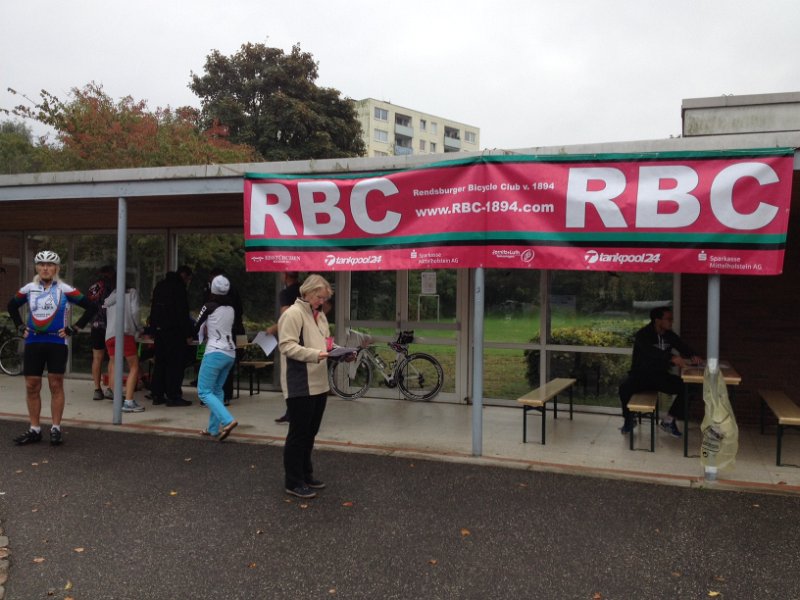 RBC
Rendsburger Bicycle Club v. 1894
www.RBC-1894.com
RBC
tankpool24
Sparkasse
Mittelholstein AG
tankpool24
Sparkasse
Mittelholstein AG